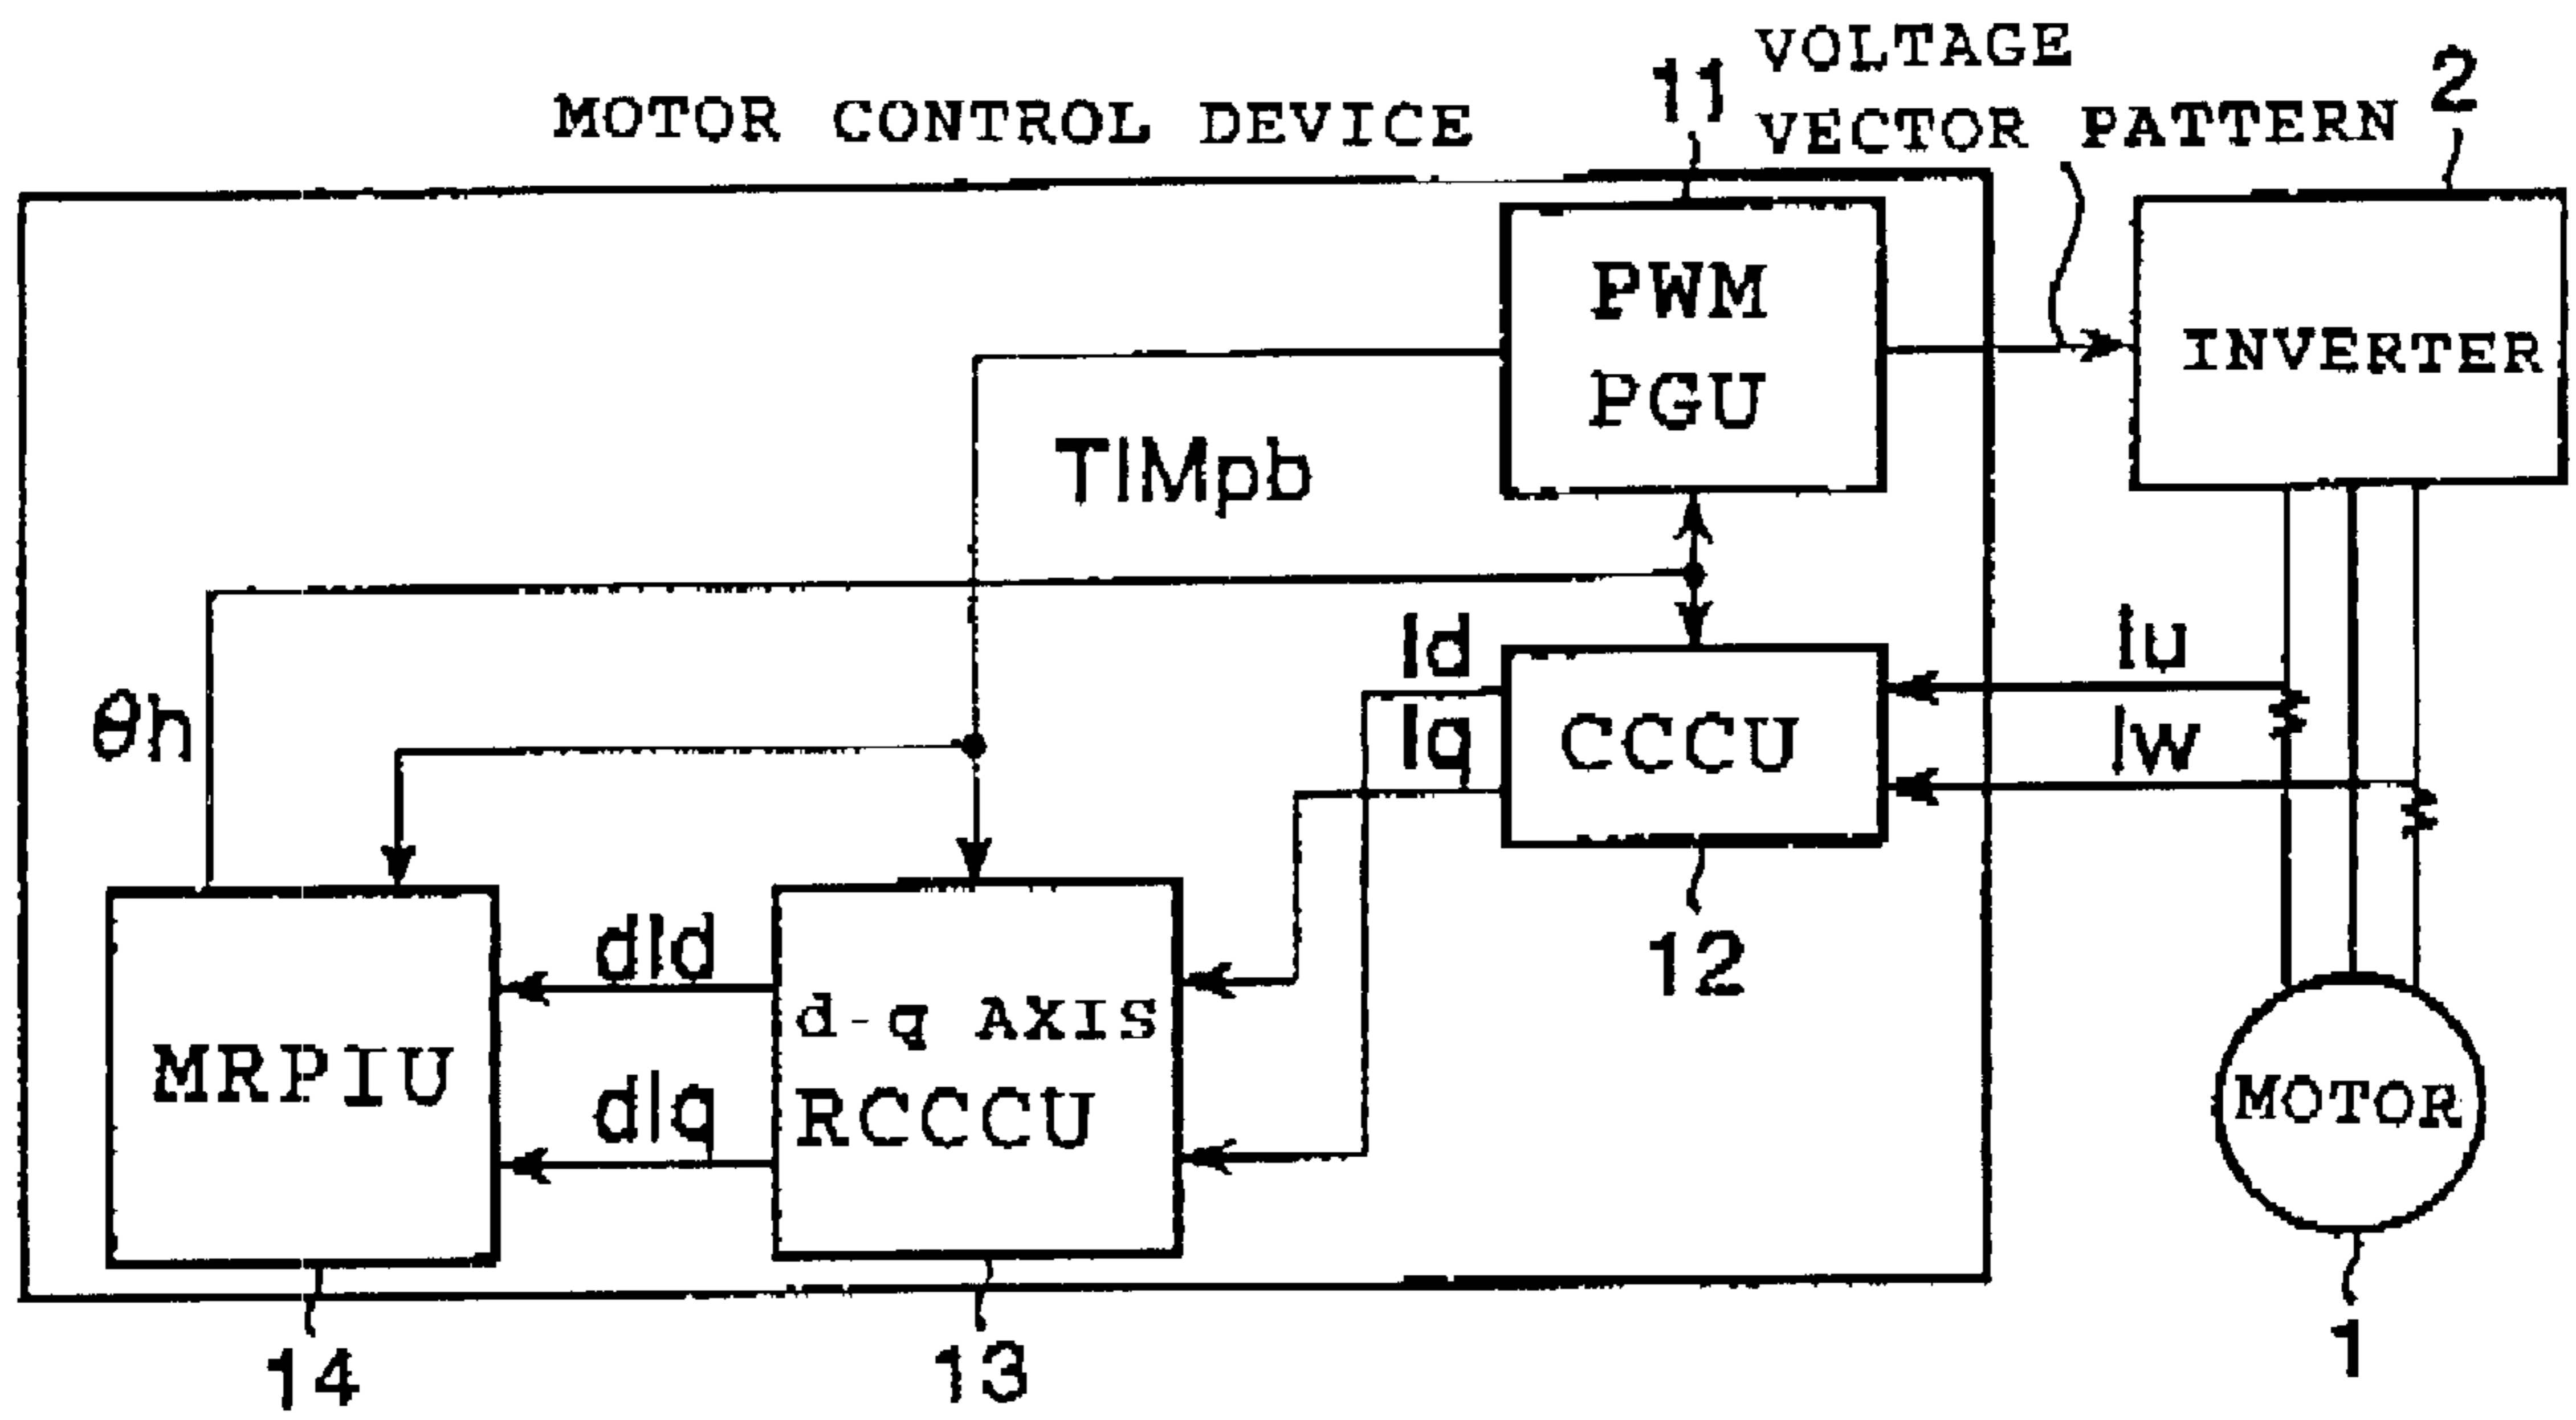 VOLTAGE
VECTOR PATTERN
MOTOR CONTROL DEVICE
11
2
PWM
PGU
INVERTER
TIMpb
θh
Id
Iq
CCCU
Iu
Iw
12
dId
dIq
MRPIU
d-q AXIS
RCCCU
MOTOR
14
13
1